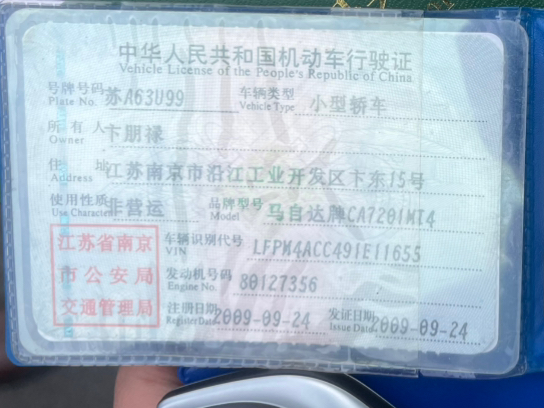 中华人民共和国机动车行驶证
Vehicle License of the People's Republic of China
号牌号码 Plate No. 苏A63U99 车辆类型 Vehicle Type 小型轿车
所有人 Owner 卞朋禄
住址 Address 江苏南京市沿江工业开发区卞东15号
使用性质 Use Character 非营运 品牌型号 Model 马自达牌CA7201MT4
江苏省南京市公安局交通管理局
车辆识别代号 VIN LFPM4ACC491E11655
发动机号码 Engine No. 80127356
注册日期 Register Date 2009-09-24 发证日期 Issue Date 2009-09-24